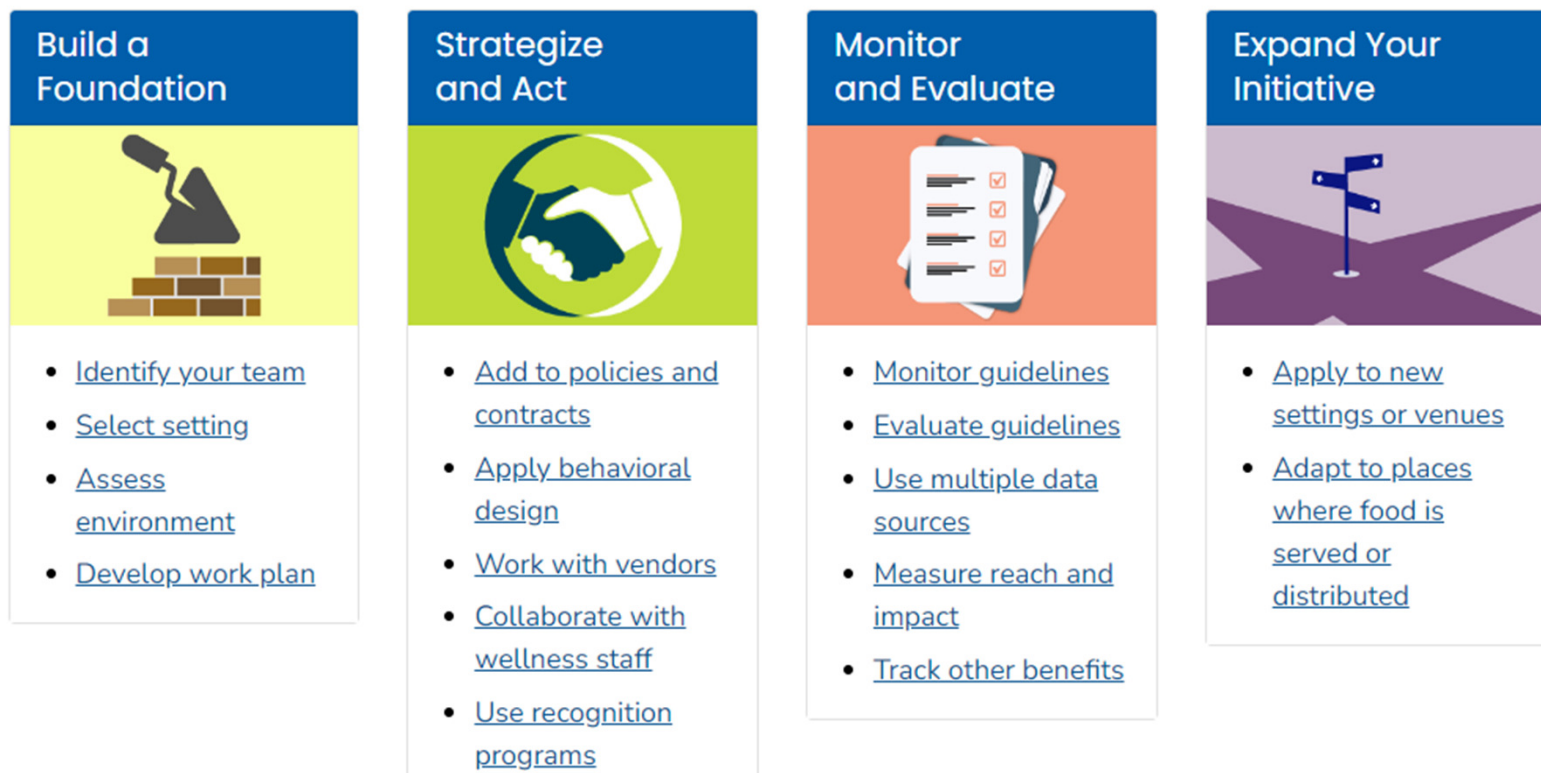 Build a
Foundation
Identify your team
Select setting
Assess
environment
Develop work plan
Strategize
and Act
Add to policies and
contracts
Apply behavioral
design
Work with vendors
Collaborate with
wellness staff
Use recognition
programs
Monitor
and Evaluate
Monitor guidelines
Evaluate guidelines
Use multiple data
sources
Measure reach and
impact
Track other benefits
Expand Your
Initiative
Apply to new
settings or venues
Adapt to places
where food is
served or
distributed